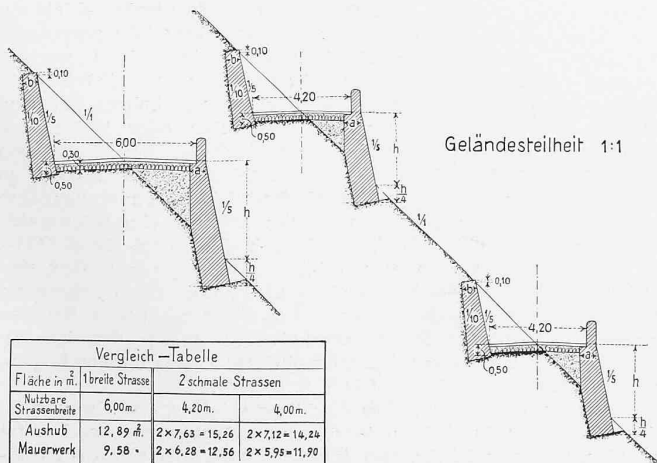 0,10
b
1/10
1/5
1/1
6,00
0,30
0,50
a
h
1/5
h/4
0,10
b
1/10
1/5
4,20
0,50
a
h
1/5
h/4
1/1
Geländesteilheit 1:1
0,10
b
1/10
1/5
4,20
0,50
a
h
1/5
h/4
Vergleich – Tabelle
Fläche in m². 1 breite Strasse 2 schmale Strassen
Nutzbare Strassenbreite 6,00 m. 4,20 m. 4,00 m.
Aushub 12,89 m². 2 × 7,63 = 15,26 2 × 7,12 = 14,24
Mauerwerk 9,58 " 2 × 6,28 = 12,56 2 × 5,95 = 11,90